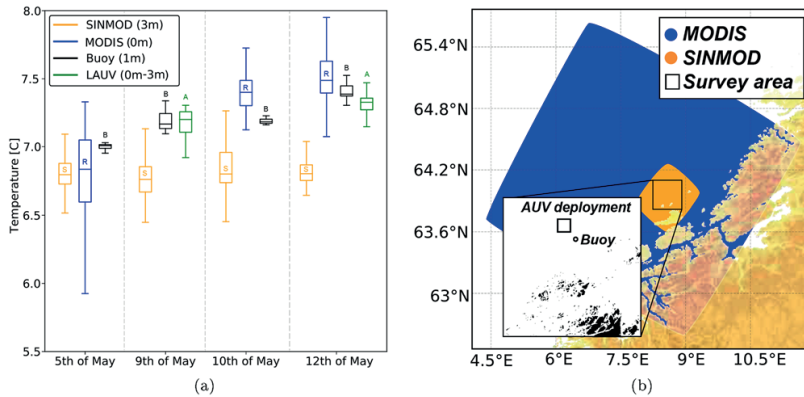 8.0
7.5
7.0
6.5
6.0
5.5
Temperature [C]
SINMOD (3m)
MODIS (0m)
Buoy (1m)
LAUV (0m-3m)
S
R
B
S
B
A
S
R
B
S
R
B
A
5th of May
9th of May
10th of May
12th of May
(a)
65.4°N
64.8°N
64.2°N
63.6°N
63°N
MODIS
SINMOD
Survey area
AUV deployment
Buoy
4.5°E
6°E
7.5°E
9°E
10.5°E
(b)